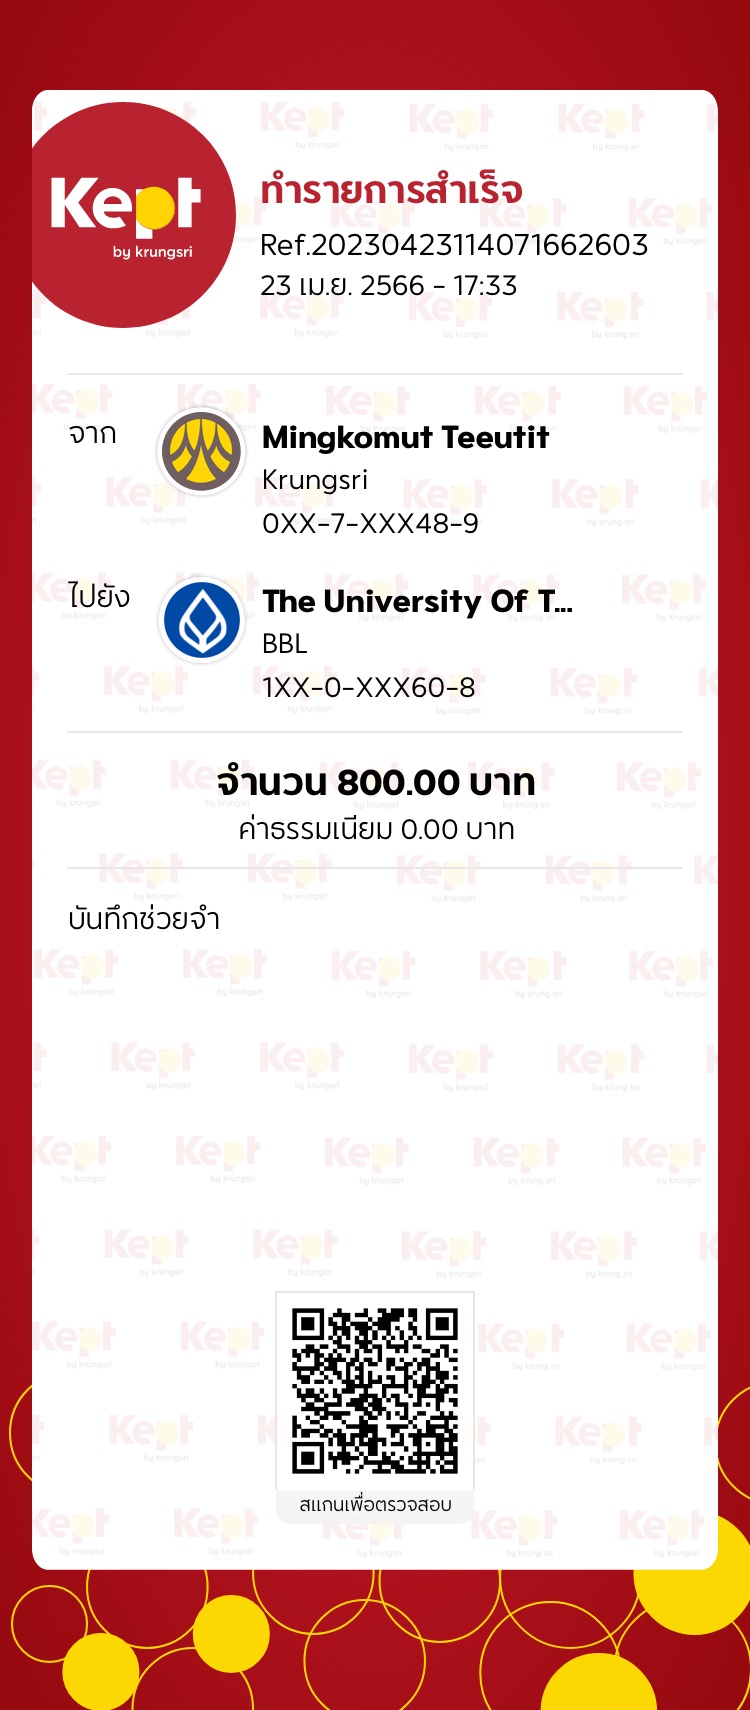 Kept
by krungsri
ทำรายการสำเร็จ
Ref.20230423114071662603
23 เม.ย. 2566 - 17:33
จาก
Mingkomut Teeutit
Krungsri
0XX-7-XXX48-9
ไปยัง
The University Of T...
BBL
1XX-0-XXX60-8
จำนวน 800.00 บาท
ค่าธรรมเนียม 0.00 บาท
บันทึกช่วยจำ
สแกนเพื่อตรวจสอบ